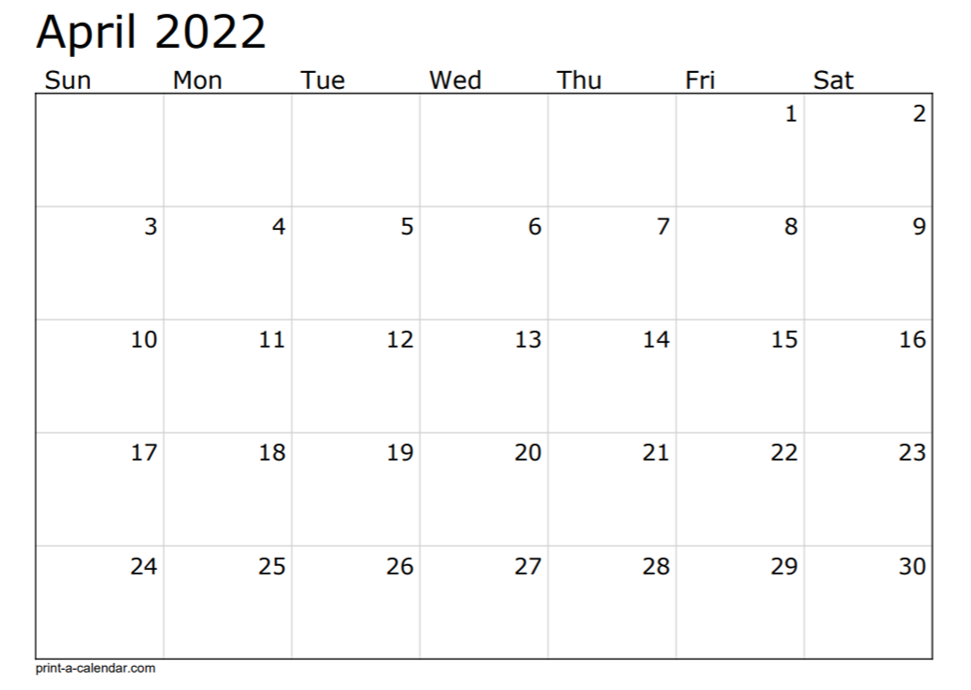 April 2022
Sun Mon Tue Wed Thu Fri Sat
1 2
3 4 5 6 7 8 9
10 11 12 13 14 15 16
17 18 19 20 21 22 23
24 25 26 27 28 29 30
print-a-calendar.com